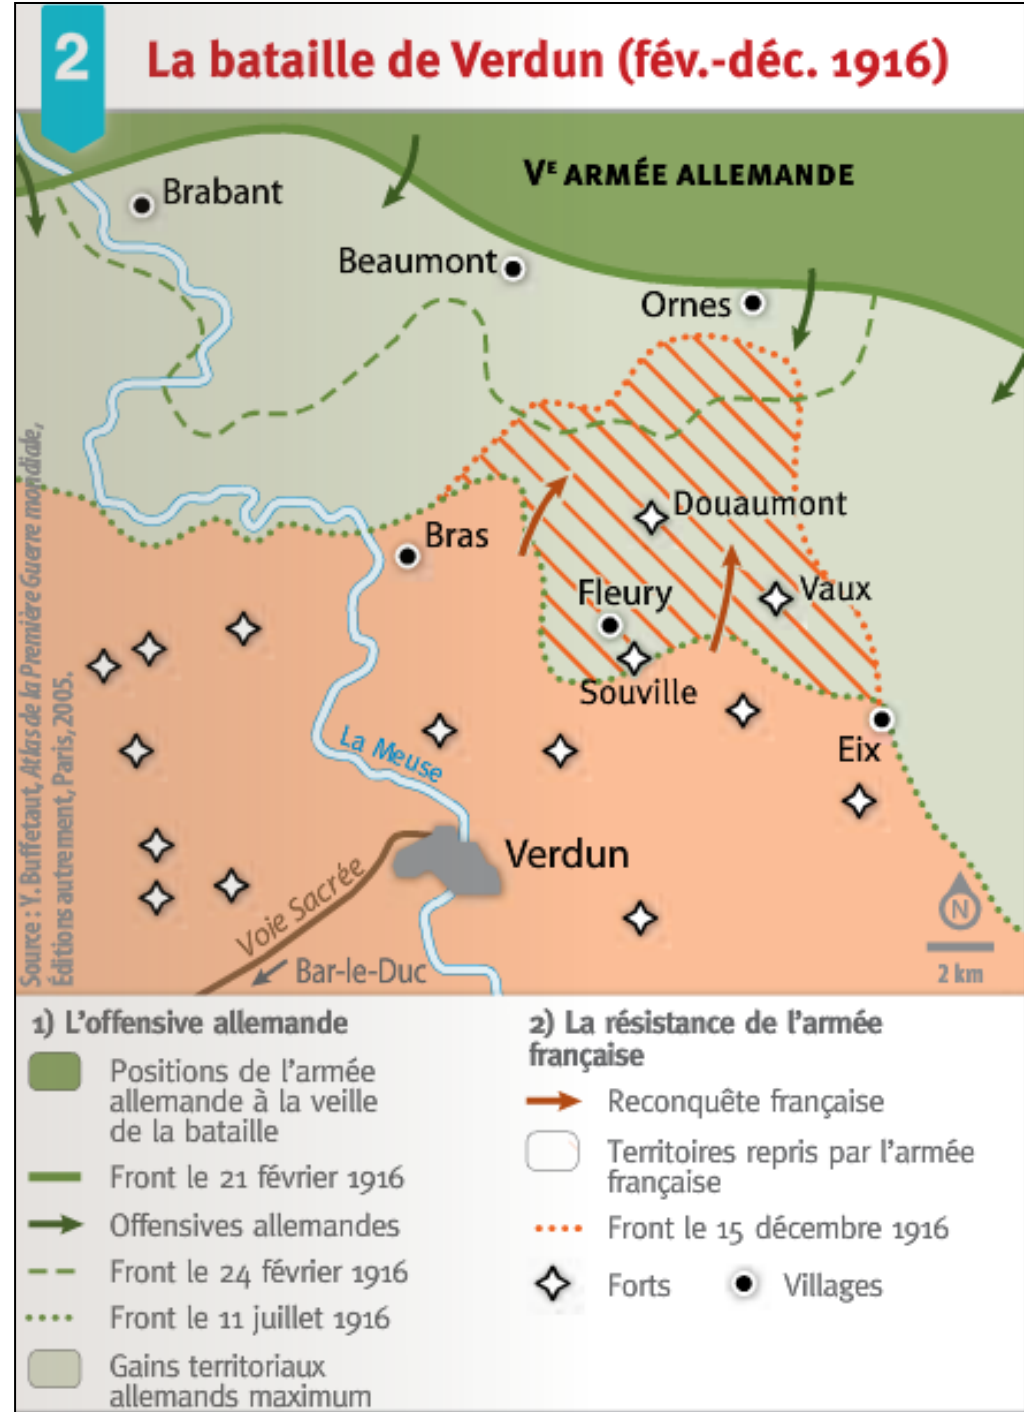 2
La bataille de Verdun (fév.-déc. 1916)
Vᴱ ARMÉE ALLEMANDE
Brabant
Beaumont
Ornes
Douaumont
Bras
Fleury
Vaux
Souville
La Meuse
Eix
Verdun
Voie Sacrée
Bar-le-Duc
N
2 km
Source : Y. Buffetaut, Atlas de la Première Guerre mondiale,
Éditions autrement, Paris, 2005.
1) L'offensive allemande
Positions de l'armée
allemande à la veille
de la bataille
Front le 21 février 1916
Offensives allemandes
Front le 24 février 1916
Front le 11 juillet 1916
Gains territoriaux
allemands maximum
2) La résistance de l'armée
française
Reconquête française
Territoires repris par l'armée
française
Front le 15 décembre 1916
Forts
Villages